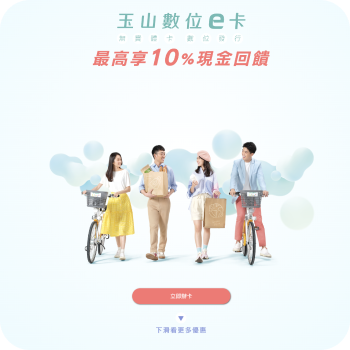 玉山數位e卡
無實體卡 數位發行
最高享10%現金回饋
立即辦卡
下滑看更多優惠